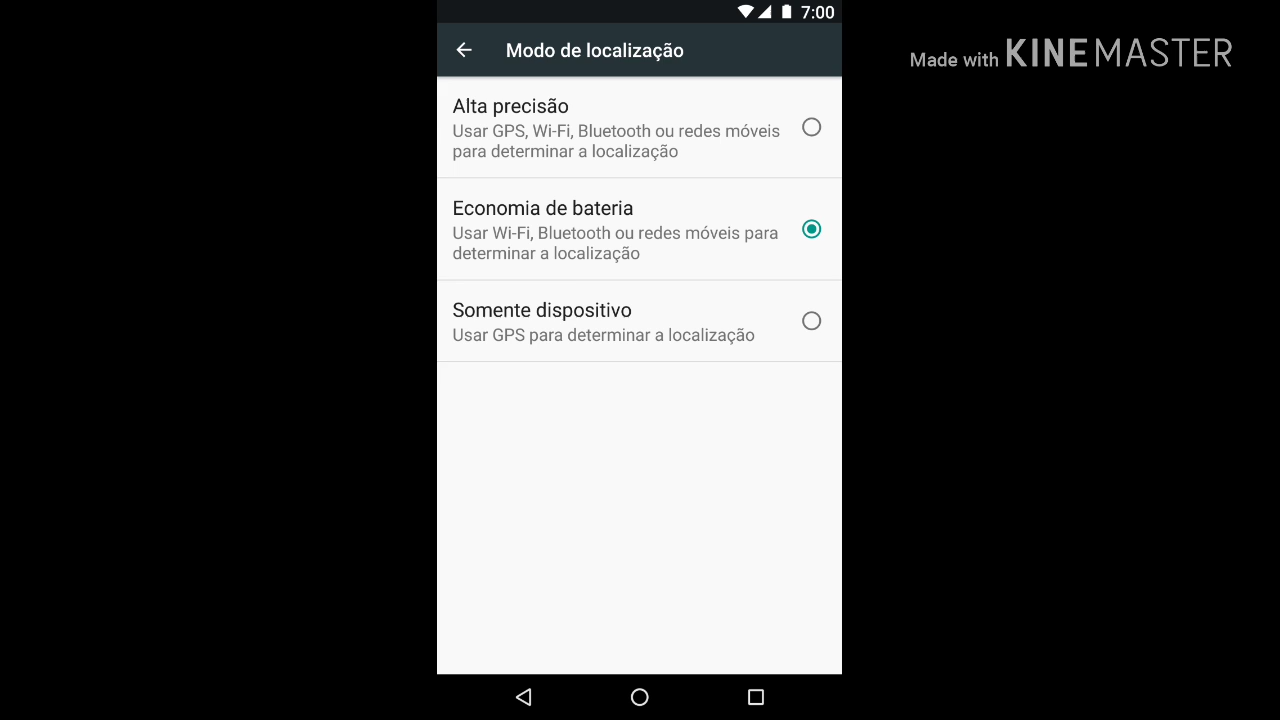 7:00
Modo de localização
Made with KINEMASTER
Alta precisão
Usar GPS, Wi-Fi, Bluetooth ou redes móveis
para determinar a localização
Economia de bateria
Usar Wi-Fi, Bluetooth ou redes móveis para
determinar a localização
Somente dispositivo
Usar GPS para determinar a localização